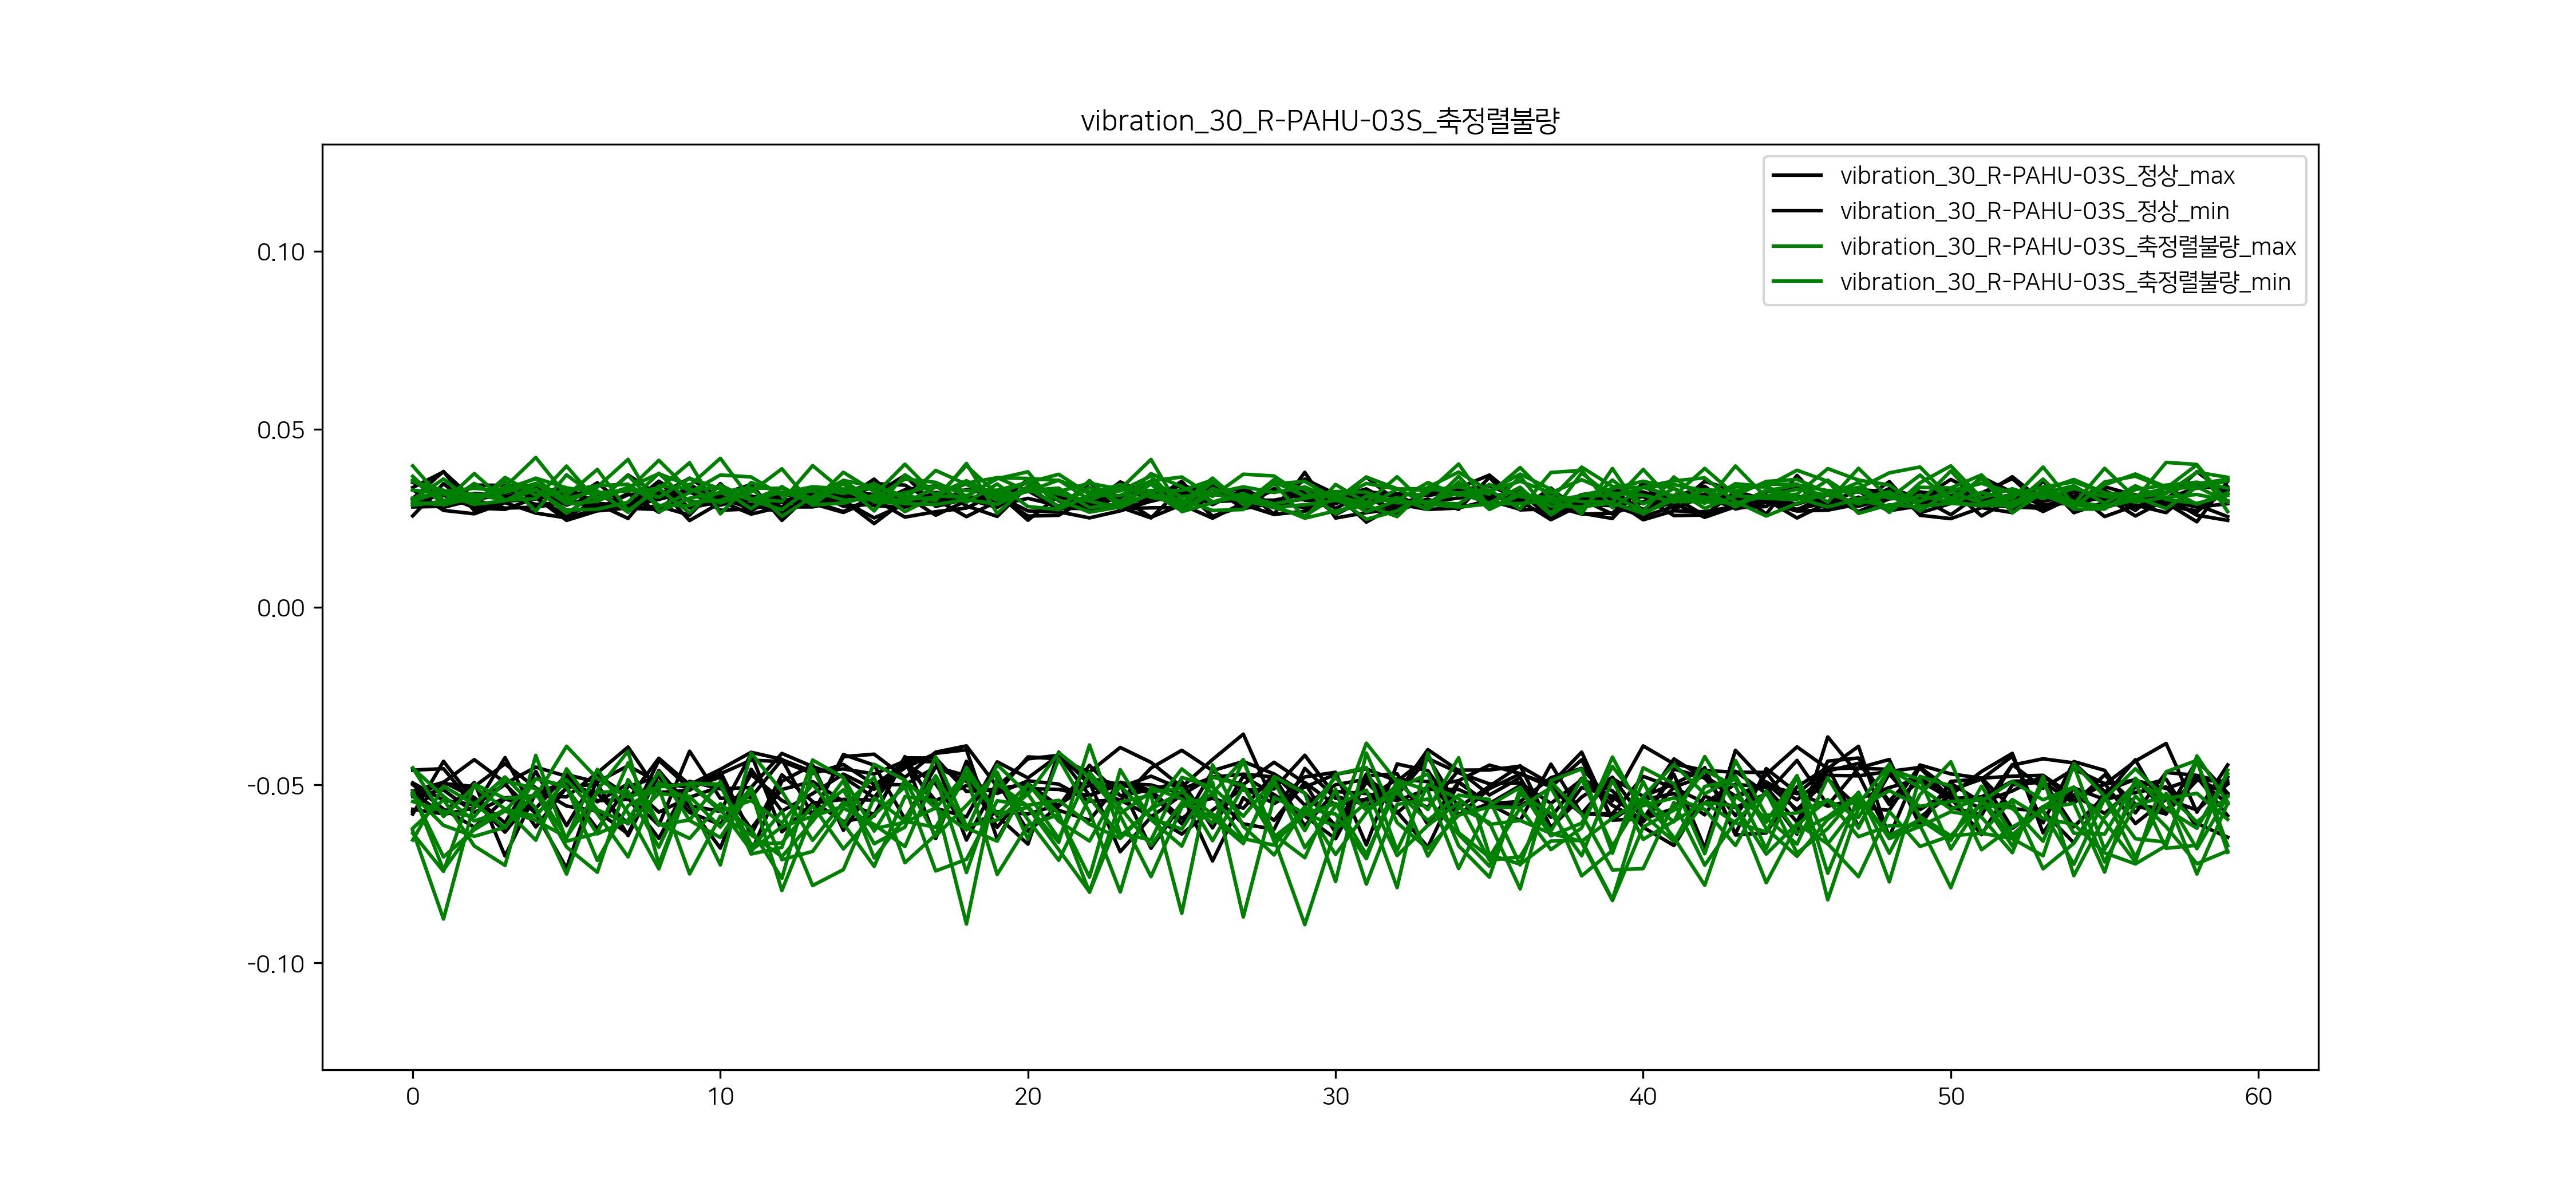 vibration_30_R-PAHU-03S_축정렬불량
vibration_30_R-PAHU-03S_정상_max
vibration_30_R-PAHU-03S_정상_min
vibration_30_R-PAHU-03S_축정렬불량_max
vibration_30_R-PAHU-03S_축정렬불량_min
0.10
0.05
0.00
-0.05
-0.10
0 10 20 30 40 50 60